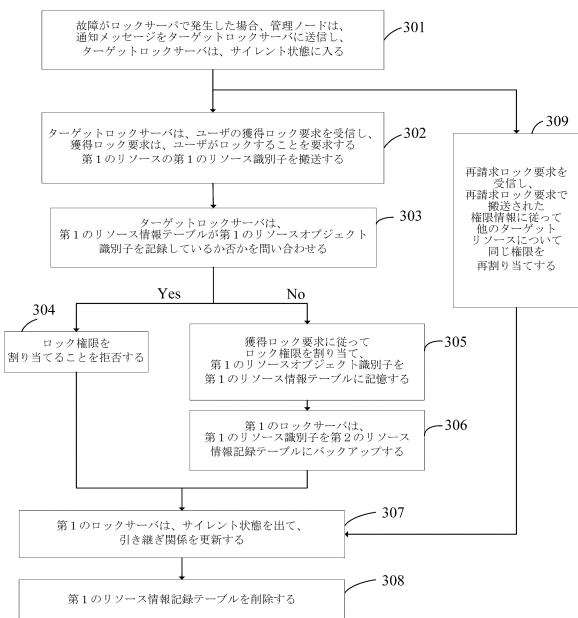 故障がロックサーバで発生した場合、管理ノードは、
通知メッセージをターゲットロックサーバに送信し、
ターゲットロックサーバは、サイレント状態に入る
301
ターゲットロックサーバは、ユーザの獲得ロック要求を受信し、
獲得ロック要求は、ユーザがロックすることを要求する
第１のリソースの第１のリソース識別子を搬送する
302
309
再請求ロック要求を
受信し、
再請求ロック要求で
搬送された
権限情報に従って
他のターゲット
リソースについて
同じ権限を
再割り当てする
ターゲットロックサーバは、
第１のリソース情報テーブルが第１のリソースオブジェクト
識別子を記録しているか否かを問い合わせる
303
Yes
No
304
ロック権限を
割り当てることを拒否する
獲得ロック要求に従って
ロック権限を割り当て、
第１のリソースオブジェクト識別子を
第１のリソース情報テーブルに記憶する
305
第１のロックサーバは、
第１のリソース識別子を第２のリソース
情報記録テーブルにバックアップする
306
第１のロックサーバは、サイレント状態を出て、
引き継ぎ関係を更新する
307
第１のリソース情報記録テーブルを削除する
308